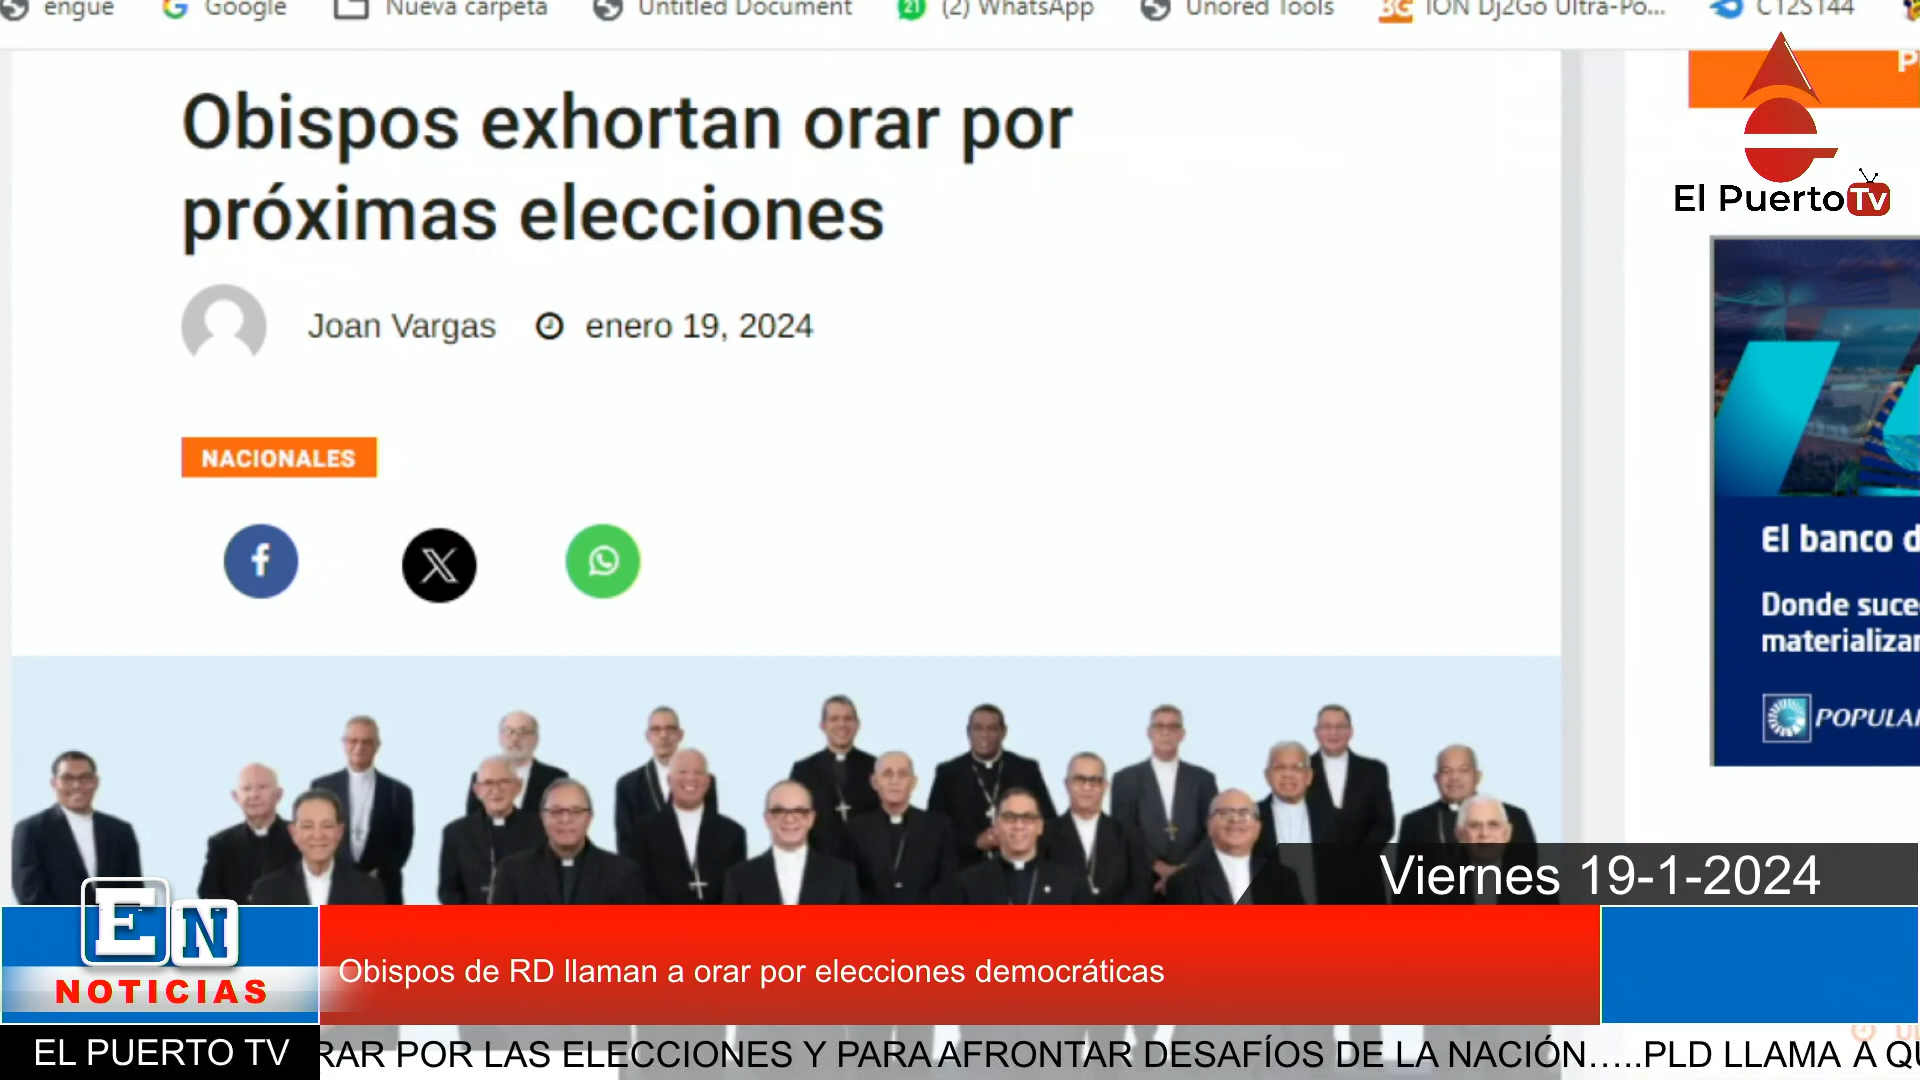 engue Google Nueva carpeta Untitled Document 21 (2) WhatsApp Unored Tools ION Dj2Go Ultra-Po... C12S144
Obispos exhortan orar por
próximas elecciones
Joan Vargas enero 19, 2024
NACIONALES
El Puerto Tv
El banco d
Donde suce
materializar
POPULAR
Viernes 19-1-2024
EN
NOTICIAS
Obispos de RD llaman a orar por elecciones democráticas
EL PUERTO TV
RAR POR LAS ELECCIONES Y PARA AFRONTAR DESAFÍOS DE LA NACIÓN.....PLD LLAMA A QU